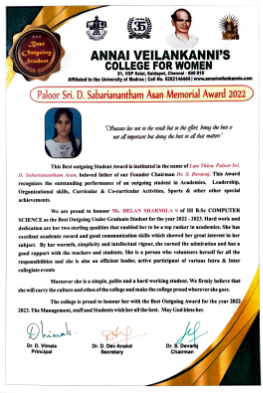 Best
Outgoing
Student
ANNAI VEILANKANNI'S
COLLEGE FOR WOMEN
81, VGP Salai, Saidapet, Chennai - 600 015
Affiliated to the University of Madras
www.annaiveilankannis.com
Paloor Sri. D. Sabarianantham Asan Memorial Award 2022
"Success lies not in the result but in the effort, being the best is
not all important but doing the best is all that matters"
This Best outgoing Student Award is instituted in the name of Late Thiru. Paloor Sri.
D. Sabarianantham Asan, beloved father of our Founder Chairman Dr. S. Devaraj. This Award
recognizes the outstanding performance of an outgoing student in Academics, Leadership,
Organizational skills, Curricular & Co-curricular Activities, Sports & other other special
achievements.
We are proud to honour Ms. HELAN SHARMILA S of III B.Sc COMPUTER
SCIENCE as the Best Outgoing Under Graduate Student for the year 2022 - 2023. Hard work and
dedication are her two sterling qualities that enabled her to be a top ranker in academics. She has
excellent academic record and good communication skills which showed her great interest in her
subject. By her warmth, simplicity and intellectual vigour, she earned the admiration and has a
good rapport with the teachers and students. She is a person who volunteers herself for all the
responsibilities and she is also an efficient leader, active participant of various Intra & Inter
collegiate events
Moreover she is a simple, polite and a hard working student. We firmly believe that
she will carry the culture and ethos of the college and make the college proud wherever she goes.
The college is proud to honour her with the Best Outgoing Award for the year 2022
2023. The Management, staff and Students wish her all the best. May God bless her.
Dr. D. Vimala
Principal
Dr. D. Dev Anand
Secretary
Dr. S. Devaraj
Chairman